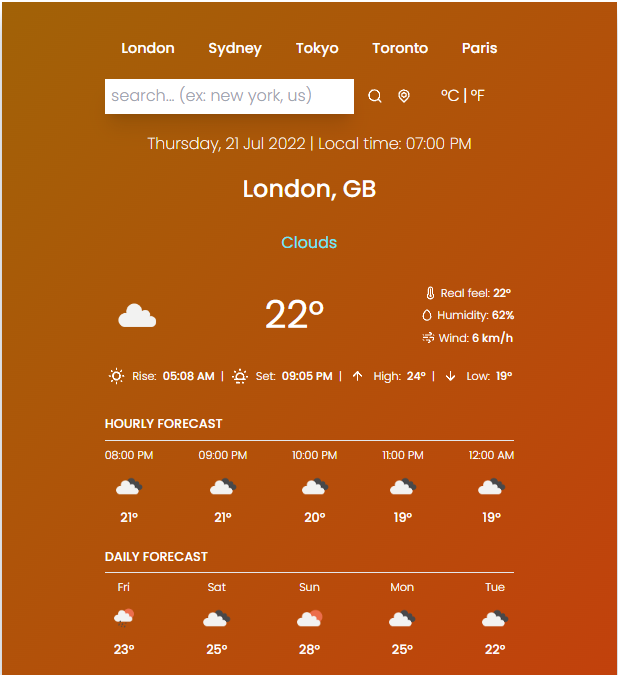 London Sydney Tokyo Toronto Paris
search... (ex: new york, us) °C | °F
Thursday, 21 Jul 2022 | Local time: 07:00 PM
London, GB
Clouds
22°
Real feel: 22°
Humidity: 62%
Wind: 6 km/h
Rise: 05:08 AM | Set: 09:05 PM | High: 24° | Low: 19°
HOURLY FORECAST
08:00 PM 09:00 PM 10:00 PM 11:00 PM 12:00 AM
21° 21° 20° 19° 19°
DAILY FORECAST
Fri Sat Sun Mon Tue
23° 25° 28° 25° 22°